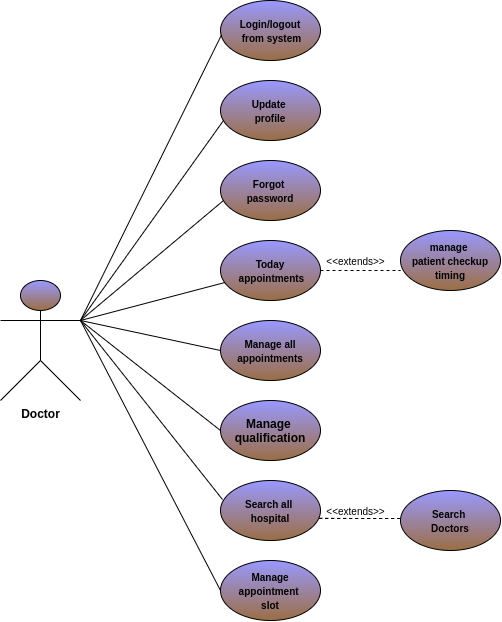 Login/logout
from system
Update
profile
Forgot
password
Today
appointments
<<extends>>
manage
patient checkup
timing
Manage all
appointments
Doctor
Manage
qualification
Search all
hospital
<<extends>>
Search
Doctors
Manage
appointment
slot